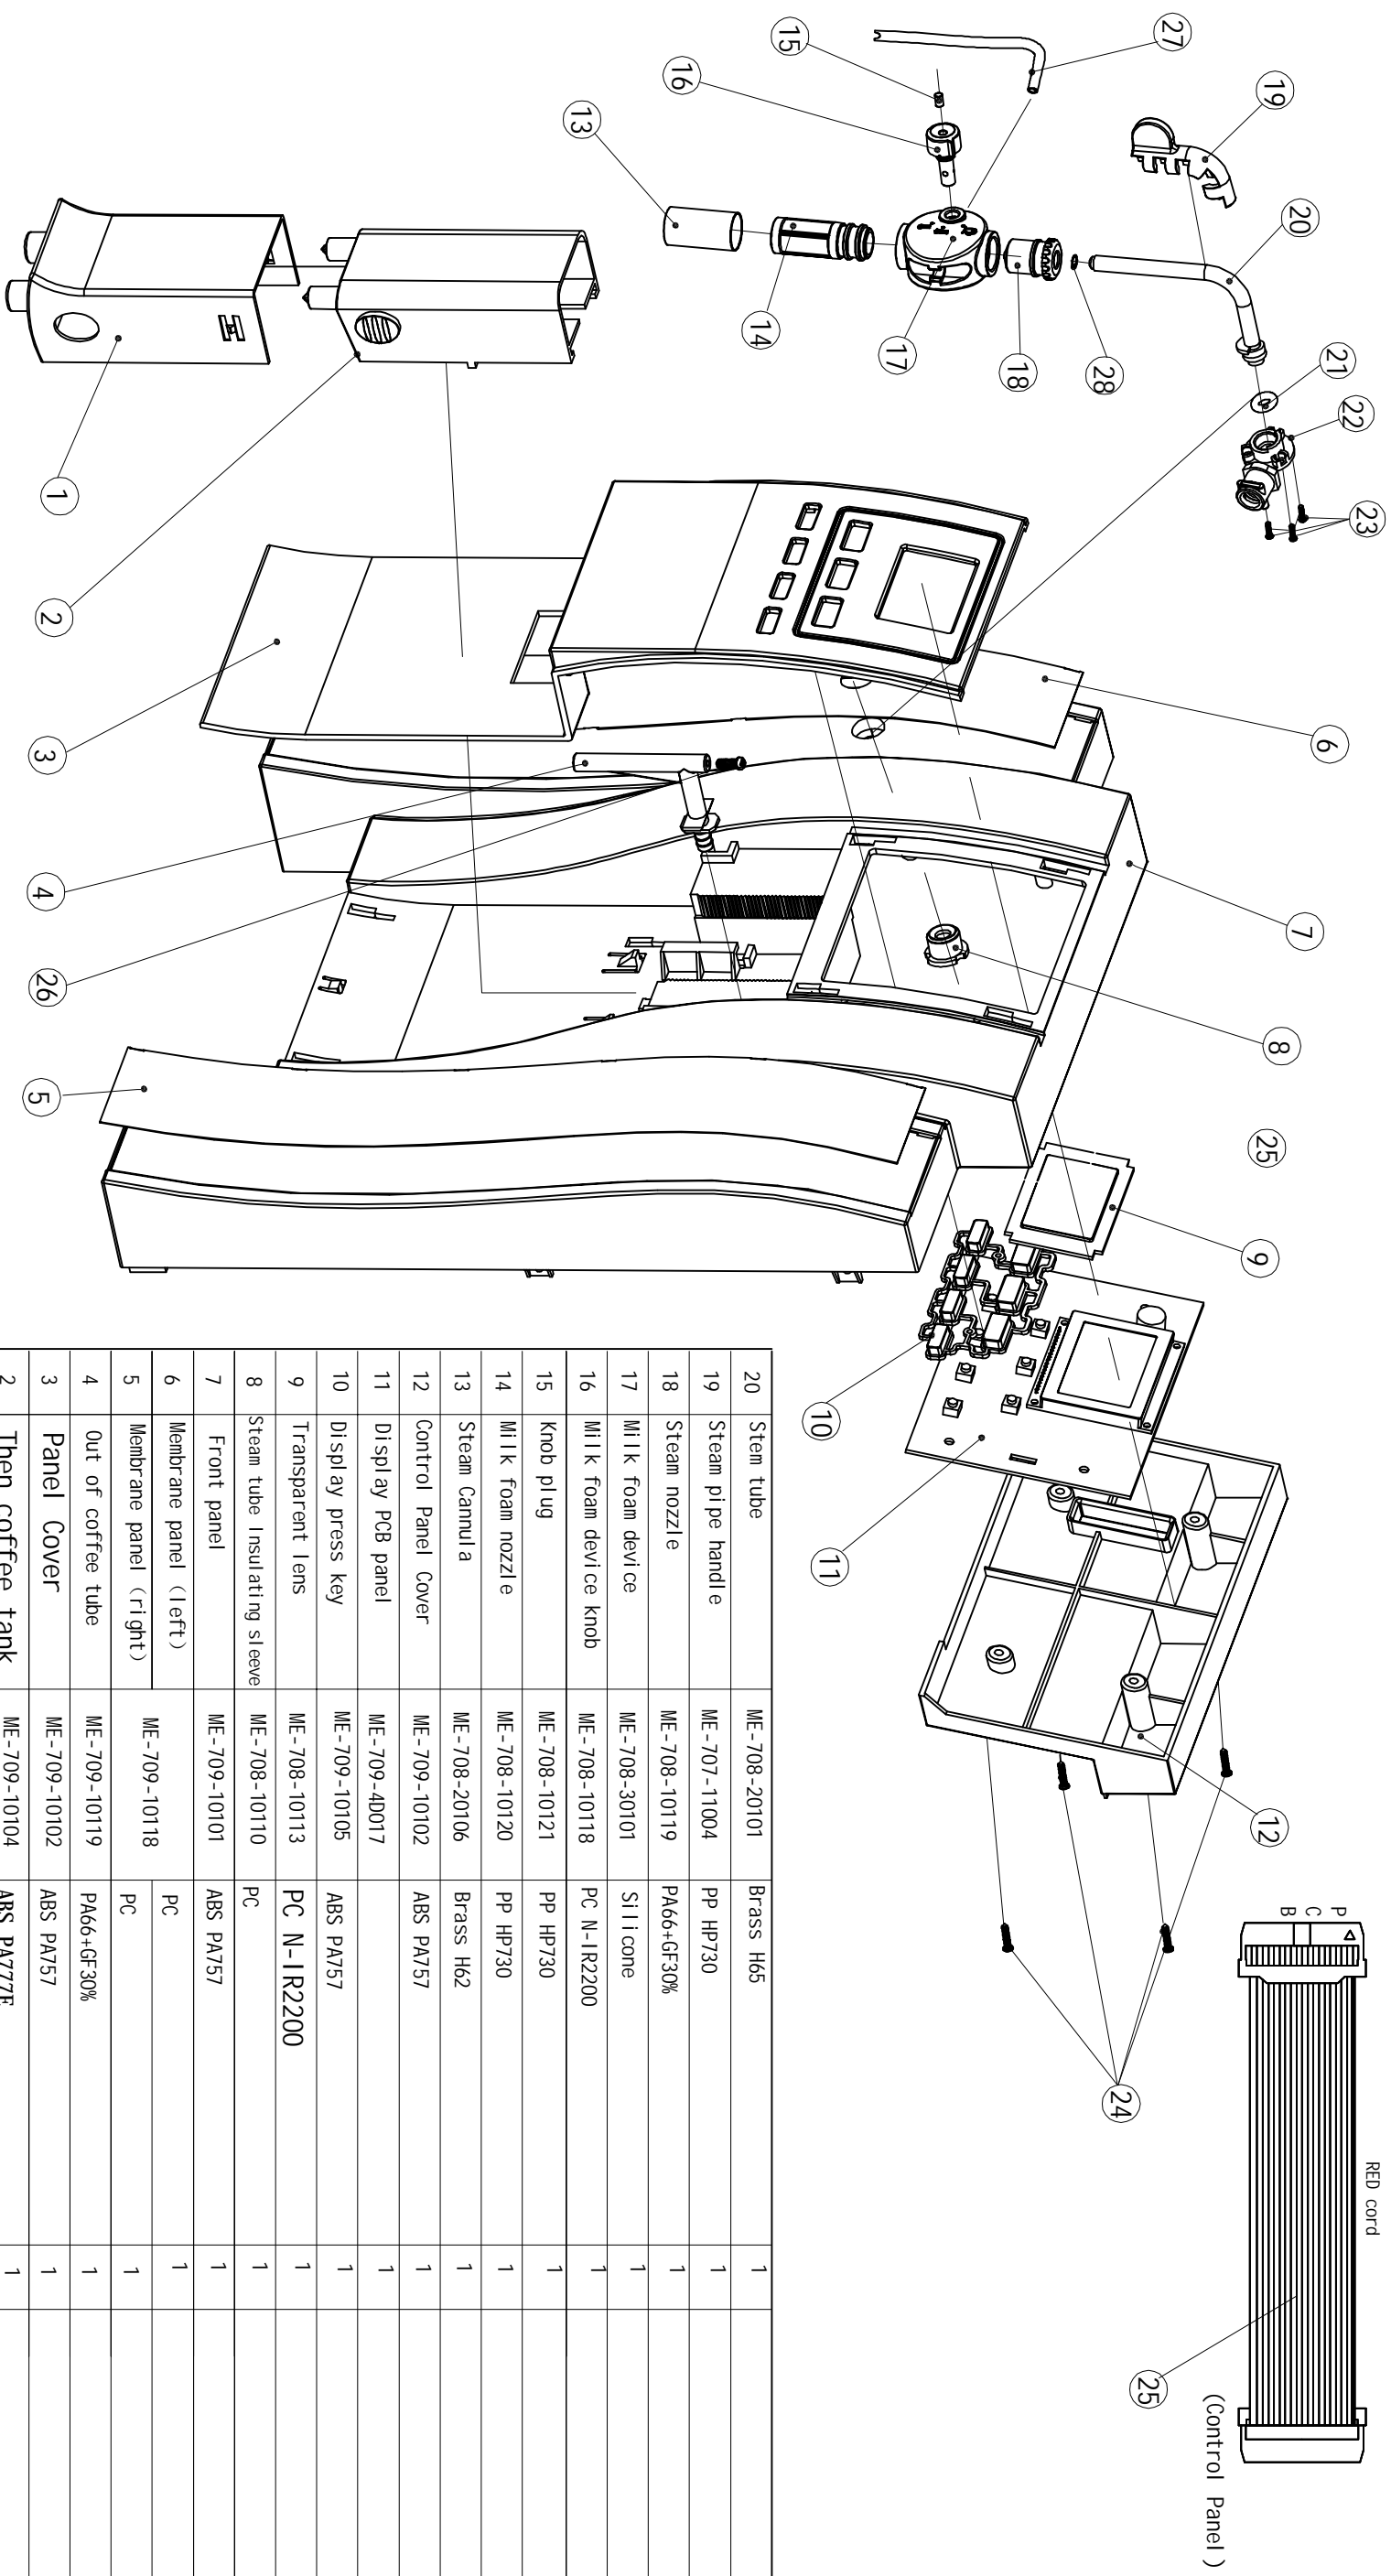 27
15
16
19
13
20
14
17
18
28
21
22
23
1
2
3
6
4
7
26
8
5
25
9
10
11
12
24
RED cord
P
C
B
25
(Control Panel)
20 Stem tube ME-708-20101 Brass H65 1
19 Steam pipe handle ME-707-11004 PP HP730 1
18 Steam nozzle ME-708-10119 PA66+GF30% 1
17 Milk foam device ME-708-30101 Silicone 1
16 Milk foam device knob ME-708-10118 PC N-IR2200 1
15 Knob plug ME-708-10121 PP HP730 1
14 Milk foam nozzle ME-708-10120 PP HP730 1
13 Steam Cannula ME-708-20106 Brass H62 1
12 Control Panel Cover ME-709-10102 ABS PA757 1
11 Display PCB panel ME-709-4D017 1
10 Display press key ME-709-10105 ABS PA757 1
9 Transparent lens ME-708-10113 PC N-IR2200 1
8 Steam tube Insulating sleeve ME-708-10110 PC 1
7 Front panel ME-709-10101 ABS PA757 1
6 Membrane panel (left) ME-709-10118 PC 1
5 Membrane panel (right) PC 1
4 Out of coffee tube ME-709-10119 PA66+GF30% 1
3 Panel Cover ME-709-10102 ABS PA757 1
2 Then coffee tank ME-709-10104 ABS PA777E 1